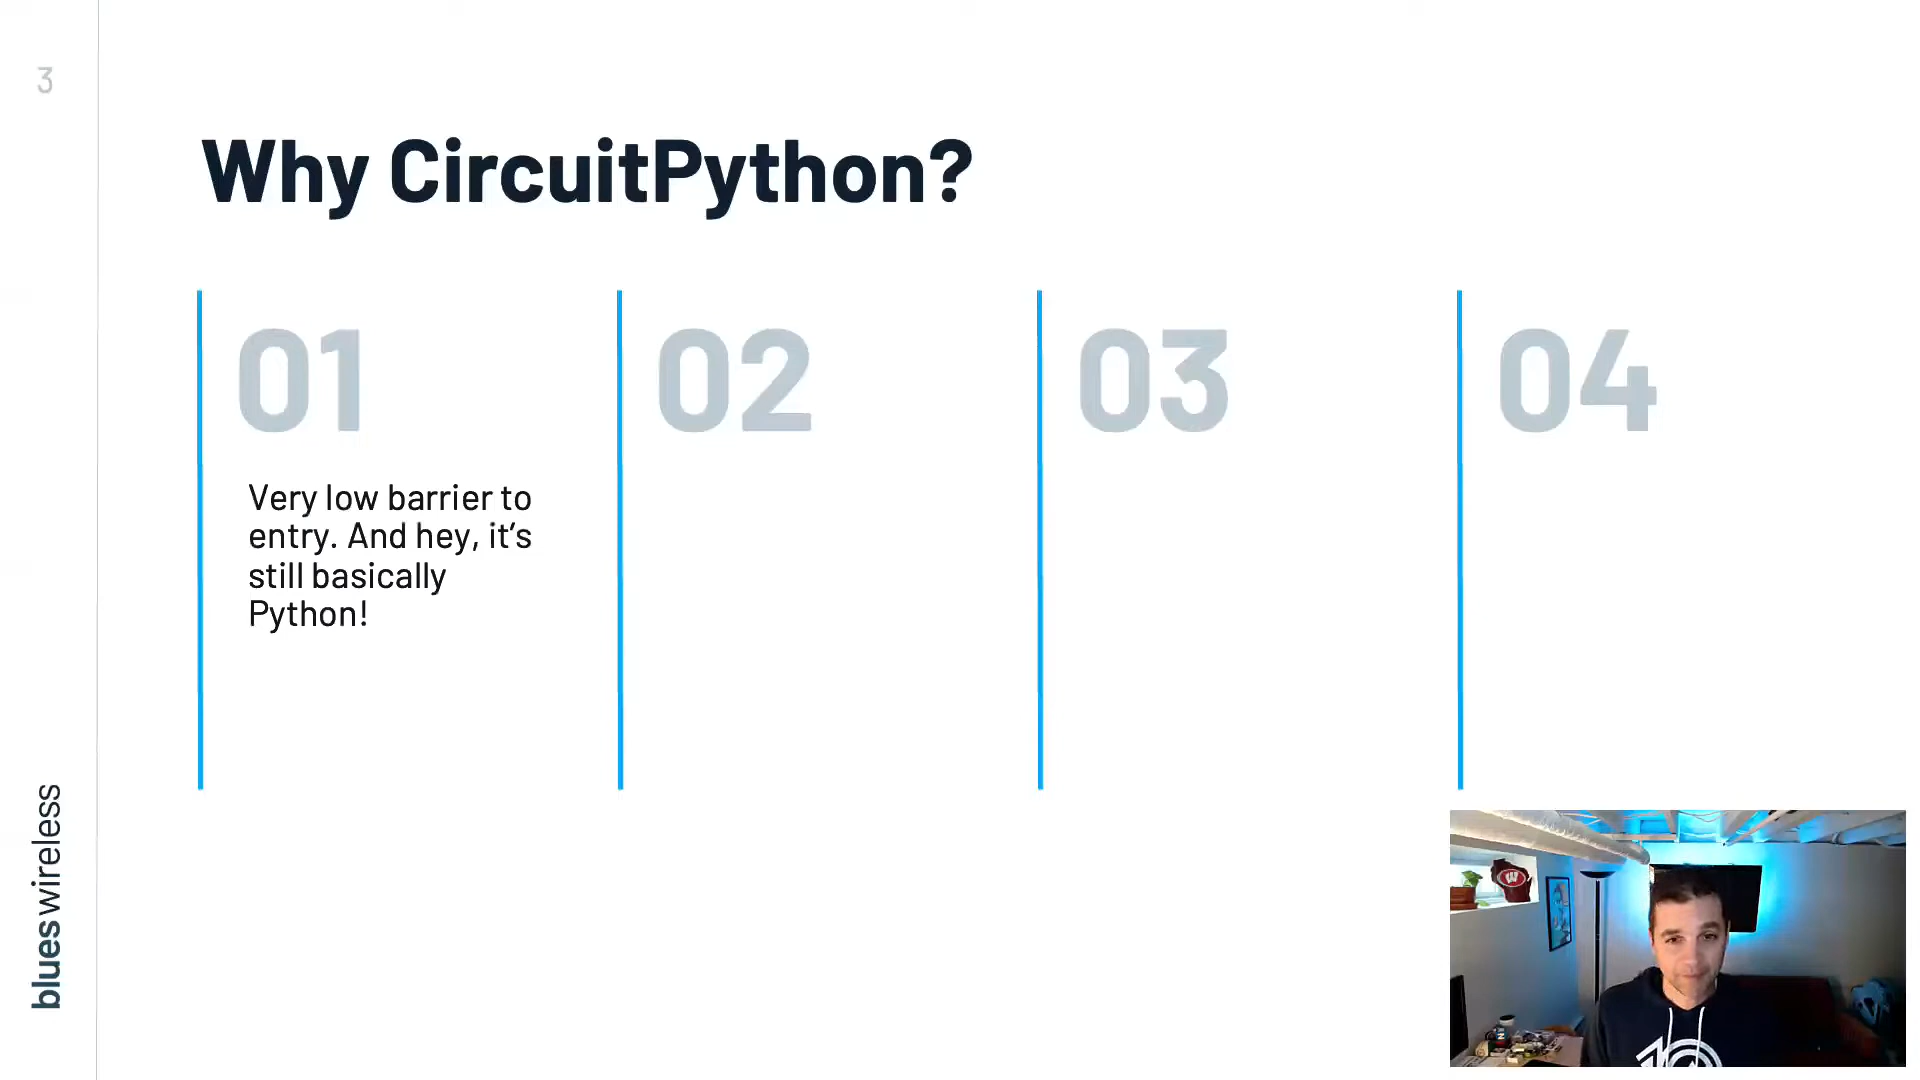 3
Why CircuitPython?
01
Very low barrier to
entry. And hey, it’s
still basically
Python!
02
03
04
blues wireless
W